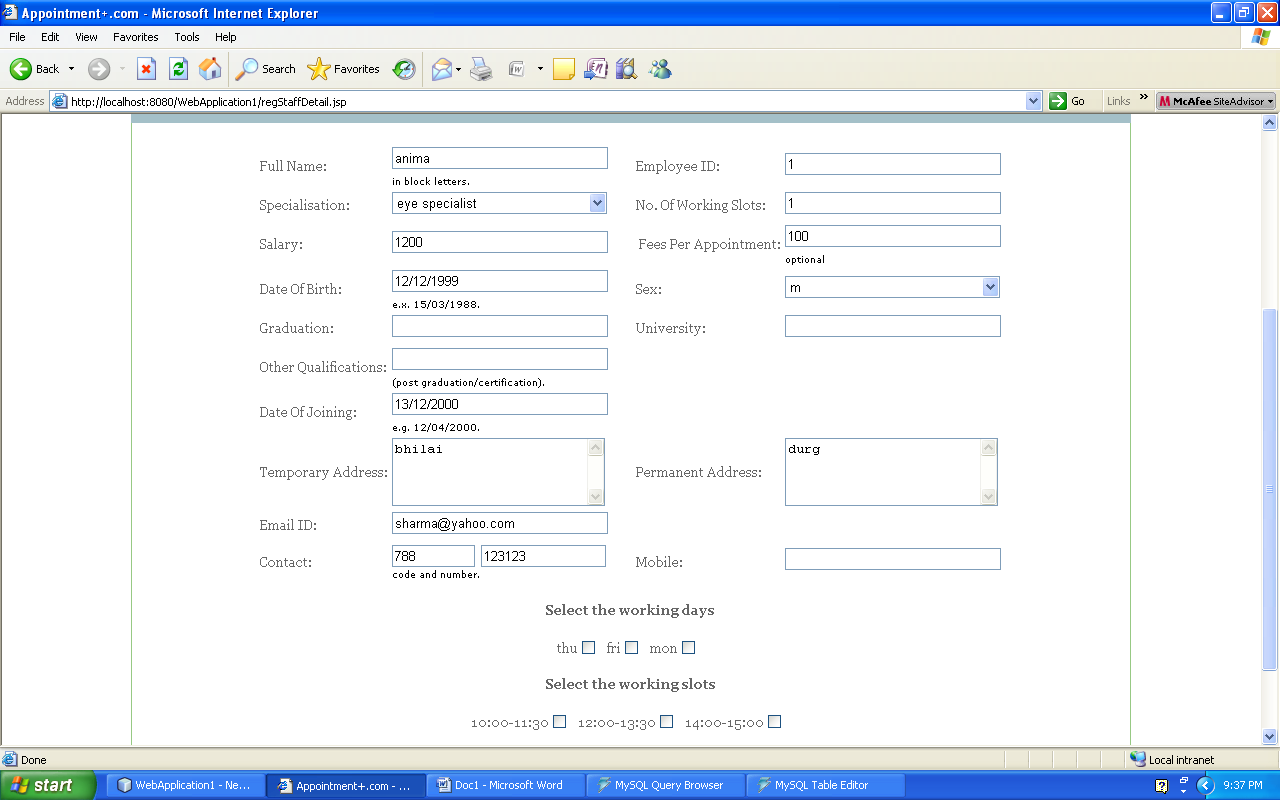 Appointment+.com - Microsoft Internet Explorer
File Edit View Favorites Tools Help
Back Search Favorites
Address http://localhost:8080/WebApplication1/regStaffDetail.jsp Go Links » McAfee SiteAdvisor
Full Name: anima Employee ID: 1
in block letters.
Specialisation: eye specialist No. Of Working Slots: 1
Salary: 1200 Fees Per Appointment: 100
optional
Date Of Birth: 12/12/1999 Sex: m
e.x. 15/03/1988.
Graduation: University:
Other Qualifications:
(post graduation/certification).
Date Of Joining: 13/12/2000
e.g. 12/04/2000.
Temporary Address: bhilai Permanent Address: durg
Email ID: sharma@yahoo.com
Contact: 788 123123 Mobile:
code and number.
Select the working days
thu fri mon
Select the working slots
10:00-11:30 12:00-13:30 14:00-15:00
Done Local intranet
start WebApplication1 - Ne... Appointment+.com - ... Doc1 - Microsoft Word MySQL Query Browser MySQL Table Editor 9:37 PM